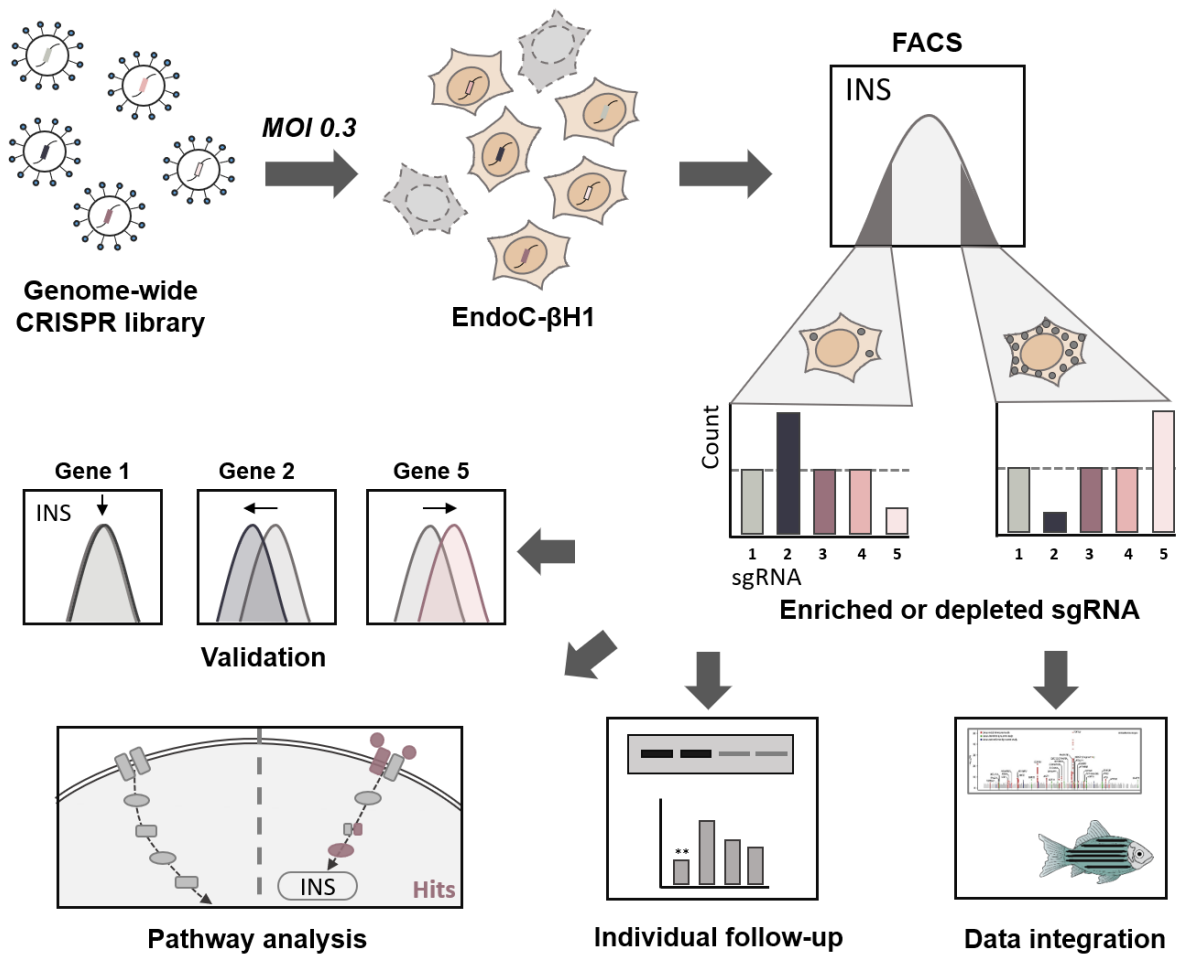 FACS
INS
MOI 0.3
Genome-wide
CRISPR library
EndoC-βH1
Count
1 2 3 4 5
sgRNA
1 2 3 4 5
Enriched or depleted sgRNA
Gene 1
Gene 2
Gene 5
INS
Validation
INS
Hits
**
Pathway analysis
Individual follow-up
Data integration